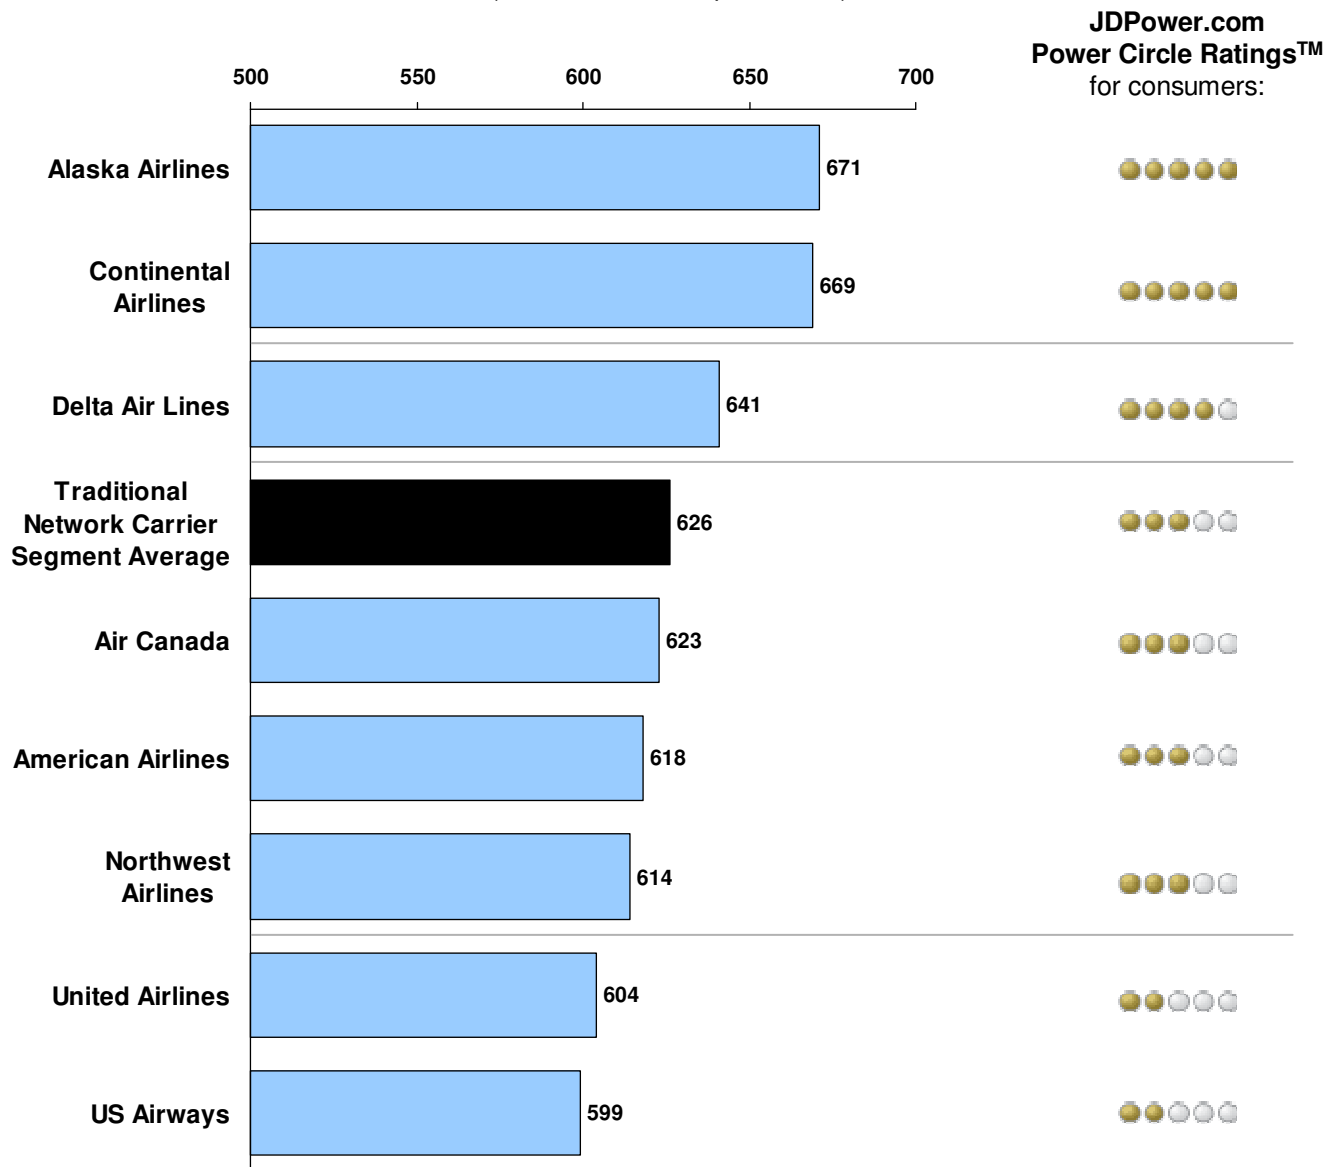 JDPower.com
Power Circle Ratings™
for consumers:
500 550 600 650 700
Alaska Airlines 671
Continental
Airlines 669
Delta Air Lines 641
Traditional
Network Carrier
Segment Average 626
Air Canada 623
American Airlines 618
Northwest
Airlines 614
United Airlines 604
US Airways 599